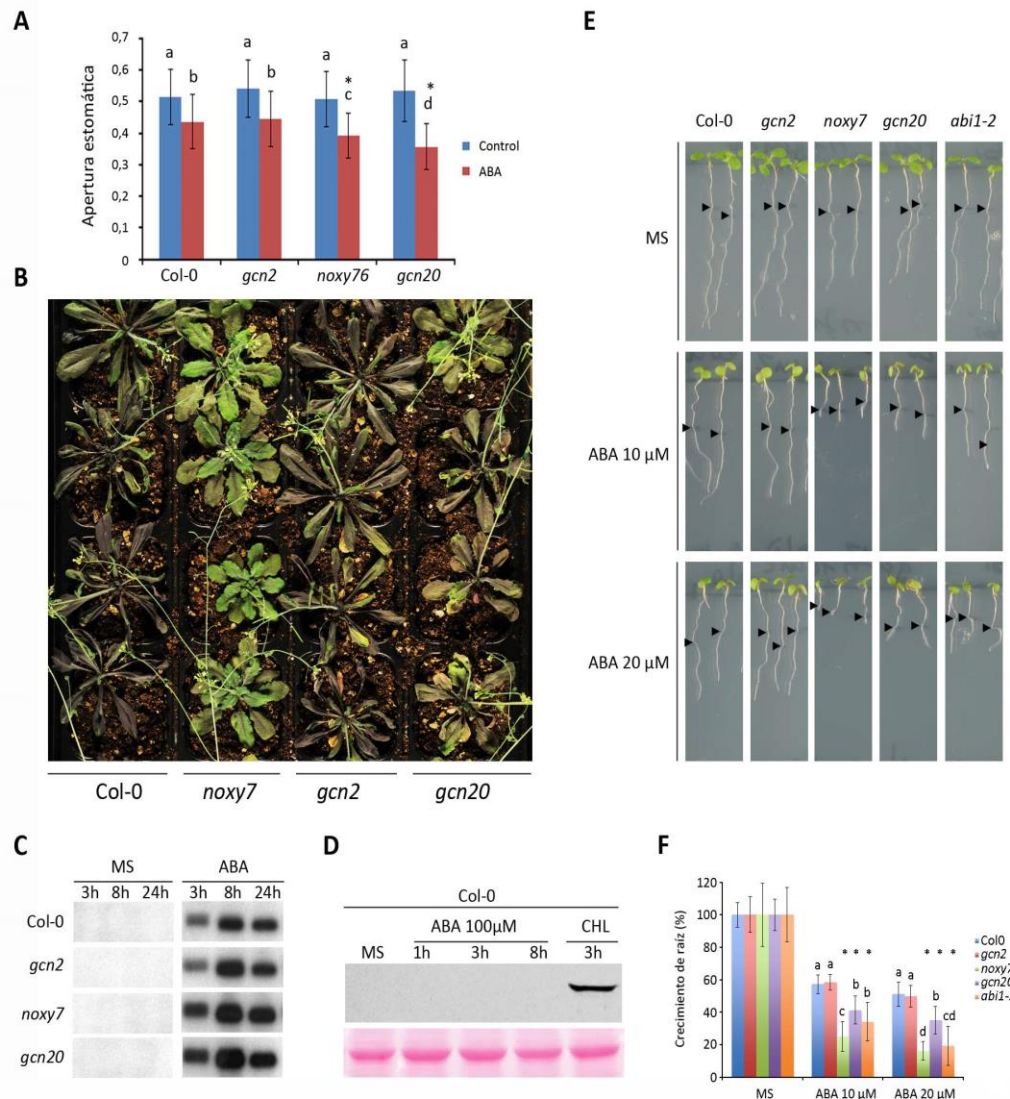 A
0,7
0,6
0,5
0,4
0,3
0,2
0,1
0
Apertura estomática
a
b
a
b
a
*
c
a
*
d
Control
ABA
Col-0
gcn2
noxy76
gcn20
B
Col-0
noxy7
gcn2
gcn20
C
MS
ABA
3h 8h 24h
3h 8h 24h
Col-0
gcn2
noxy7
gcn20
D
Col-0
ABA 100µM
CHL
MS
1h
3h
8h
3h
E
Col-0
gcn2
noxy7
gcn20
abi1-2
MS
ABA 10 µM
ABA 20 µM
F
120
100
80
60
40
20
0
Crecimiento de raíz (%)
* * *
a a
c
b
b
* * *
a a
d
b
cd
Col0
gcn2
noxy7
gcn20
MS
ABA 10 µM
ABA 20 µM